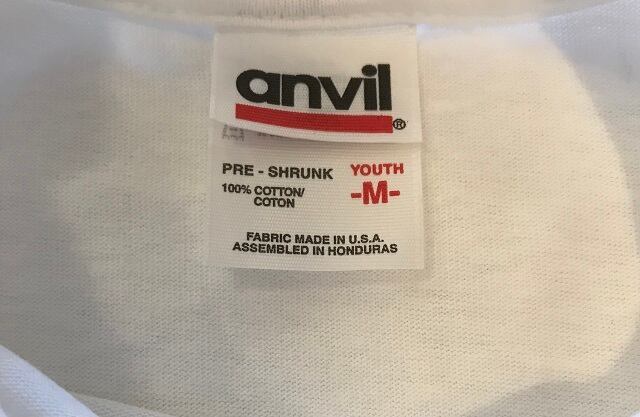 anvil®
PRE - SHRUNK YOUTH
100% COTTON/ -M-
COTON
FABRIC MADE IN U.S.A.
ASSEMBLED IN HONDURAS